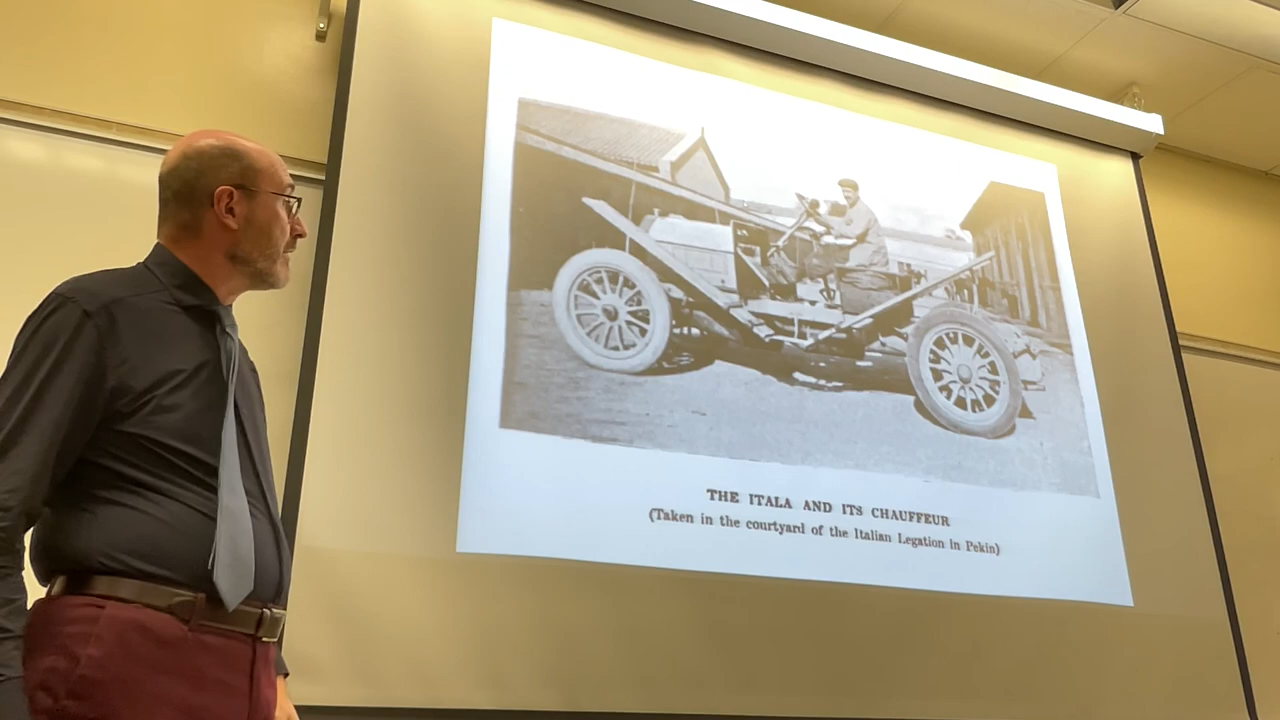 THE ITALA AND ITS CHAUFFEUR
(Taken in the courtyard of the Italian Legation in Pekin)